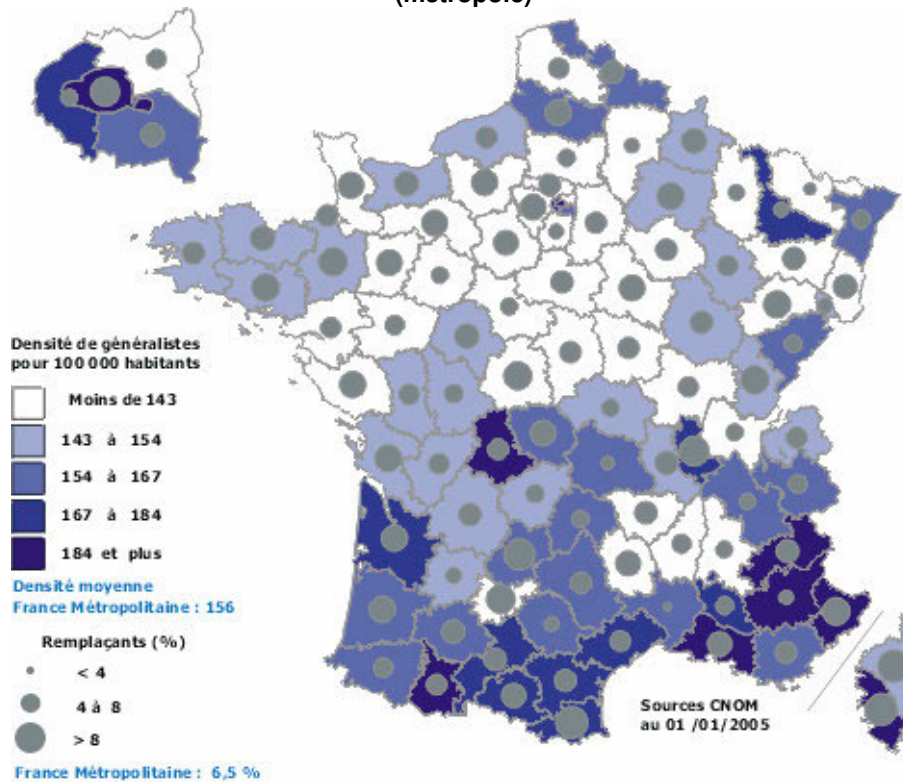 (métropole)
Densité de généralistes
pour 100 000 habitants
Moins de 143
143 à 154
154 à 167
167 à 184
184 et plus
Densité moyenne
France Métropolitaine : 156
Remplaçants (%)
< 4
4 à 8
> 8
France Métropolitaine : 6,5 %
Sources CNOM
au 01 /01/2005